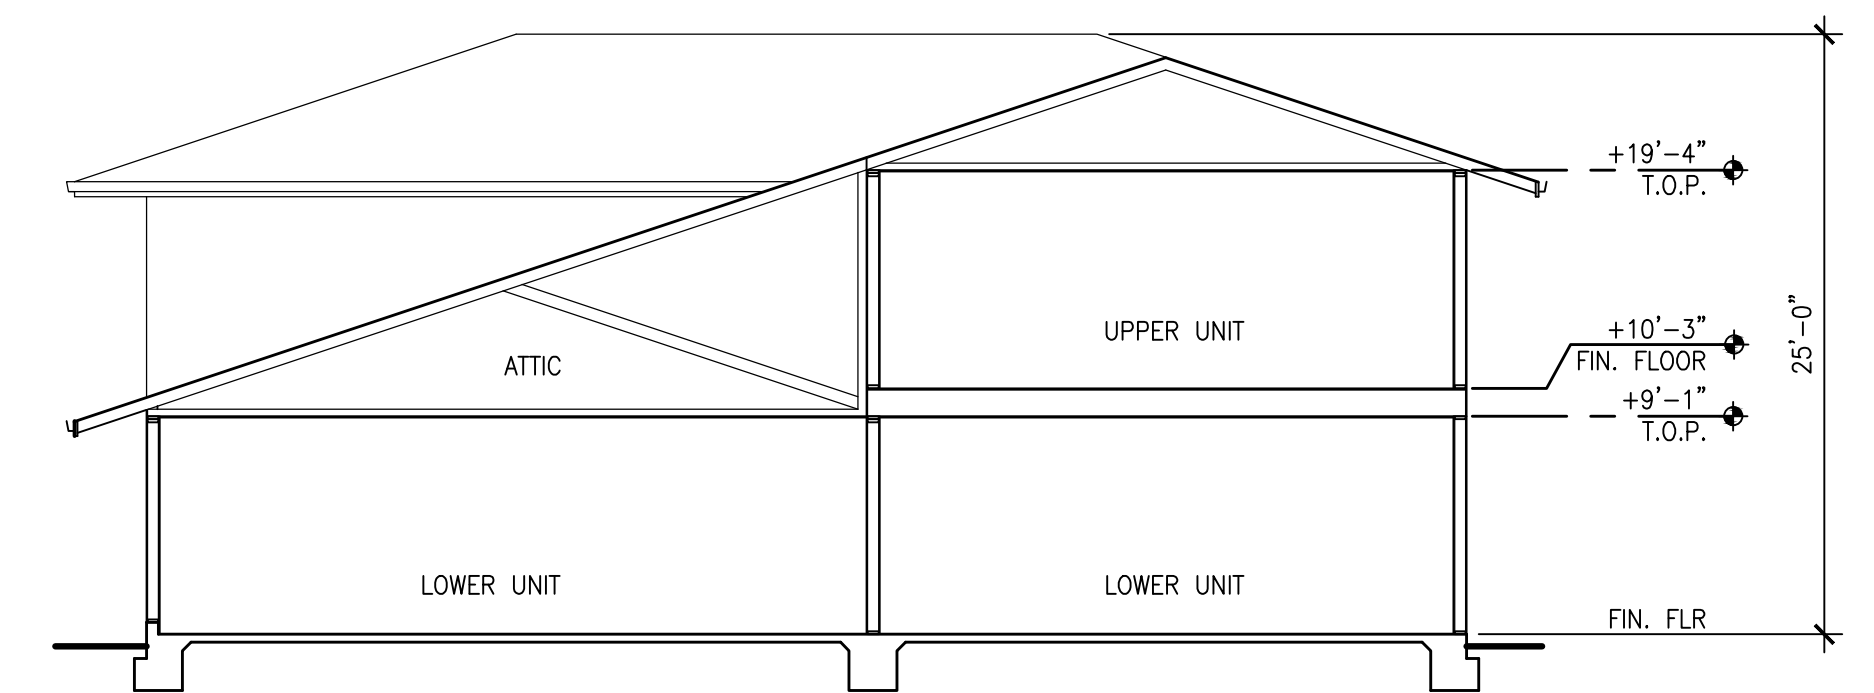 +19'-4"
T.O.P.
UPPER UNIT
+10'-3"
FIN. FLOOR
25'-0"
ATTIC
+9'-1"
T.O.P.
LOWER UNIT
LOWER UNIT
FIN. FLR